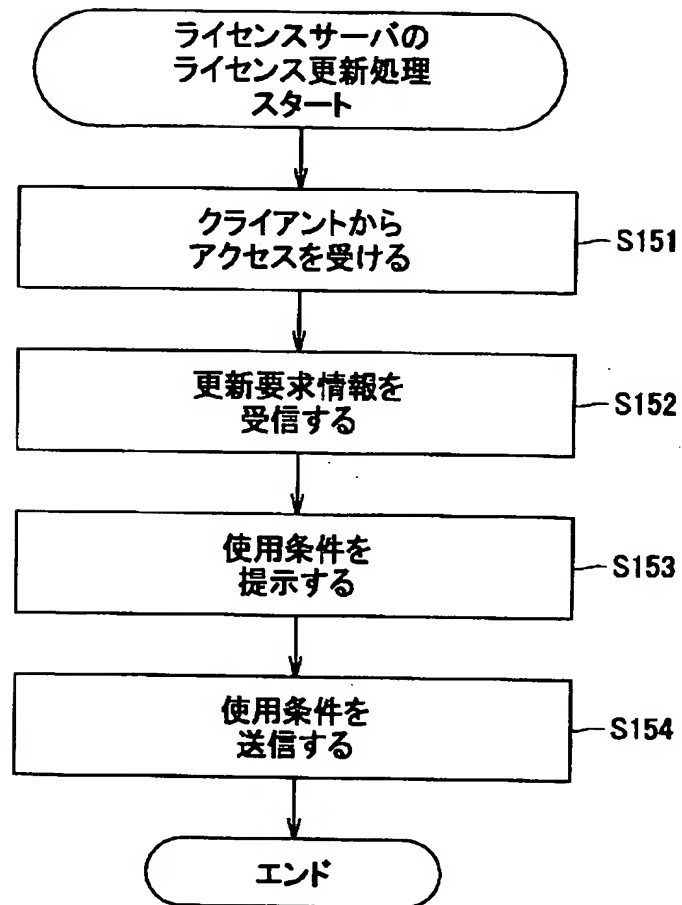 ライセンスサーバの
ライセンス更新処理
スタート
クライアントから
アクセスを受ける
S151
更新要求情報を
受信する
S152
使用条件を
提示する
S153
使用条件を
送信する
S154
エンド